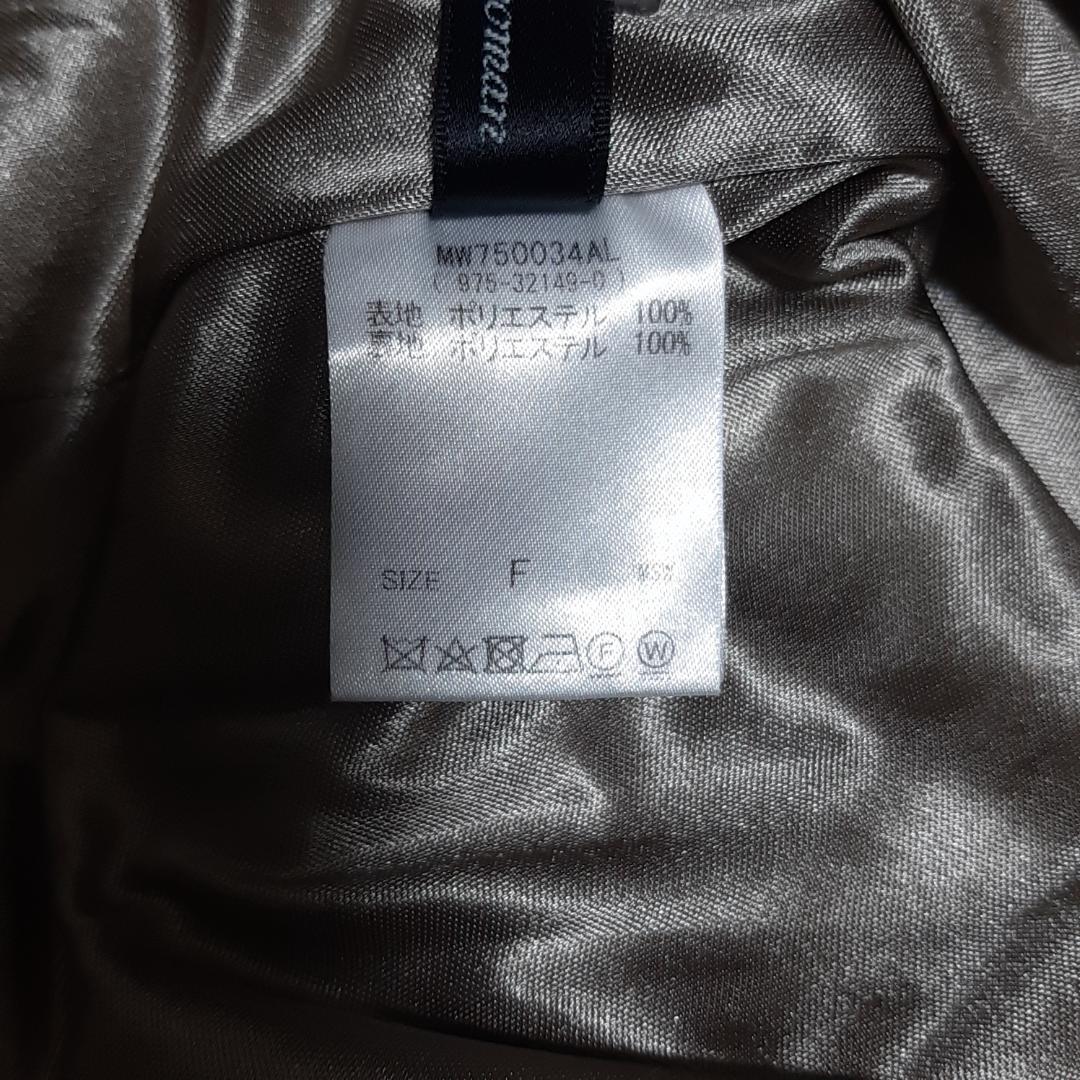 MW750034AL
( 975-32149-0 )
表地 ポリエステル 100%
裏地 ポリエステル 100%
SIZE F
F W